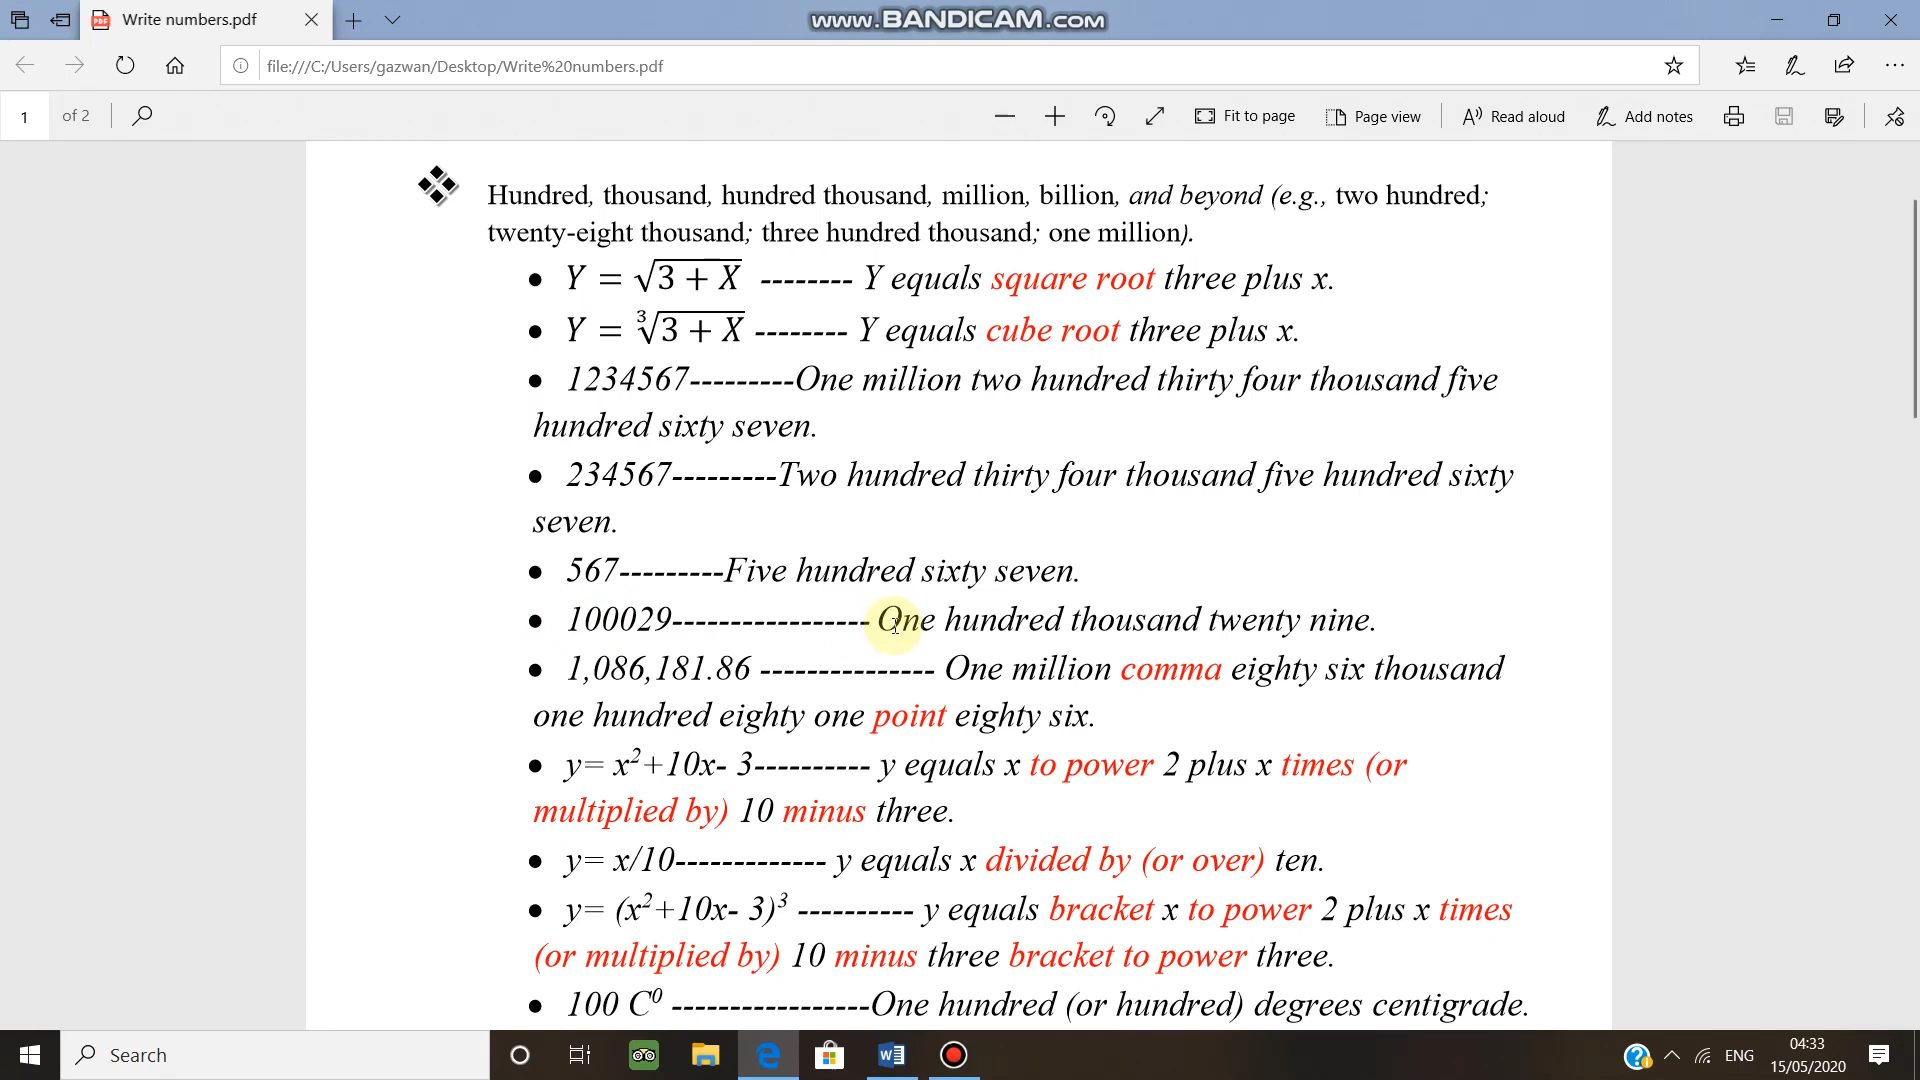 Write numbers.pdf
www.BANDICAM.com
file:///C:/Users/gazwan/Desktop/Write%20numbers.pdf
1 of 2
Fit to page
Page view
Read aloud
Add notes
Hundred, thousand, hundred thousand, million, billion, and beyond (e.g., two hundred;
twenty-eight thousand; three hundred thousand; one million).
• Y = √3 + X -------- Y equals square root three plus x.
• Y = ∛3 + X -------- Y equals cube root three plus x.
• 1234567---------One million two hundred thirty four thousand five
hundred sixty seven.
• 234567---------Two hundred thirty four thousand five hundred sixty
seven.
• 567---------Five hundred sixty seven.
• 100029----------------- One hundred thousand twenty nine.
• 1,086,181.86 --------------- One million comma eighty six thousand
one hundred eighty one point eighty six.
• y= x²+10x- 3---------- y equals x to power 2 plus x times (or
multiplied by) 10 minus three.
• y= x/10------------- y equals x divided by (or over) ten.
• y= (x²+10x- 3)³ ---------- y equals bracket x to power 2 plus x times
(or multiplied by) 10 minus three bracket to power three.
• 100 C⁰ -----------------One hundred (or hundred) degrees centigrade.
Search
ENG
04:33
15/05/2020